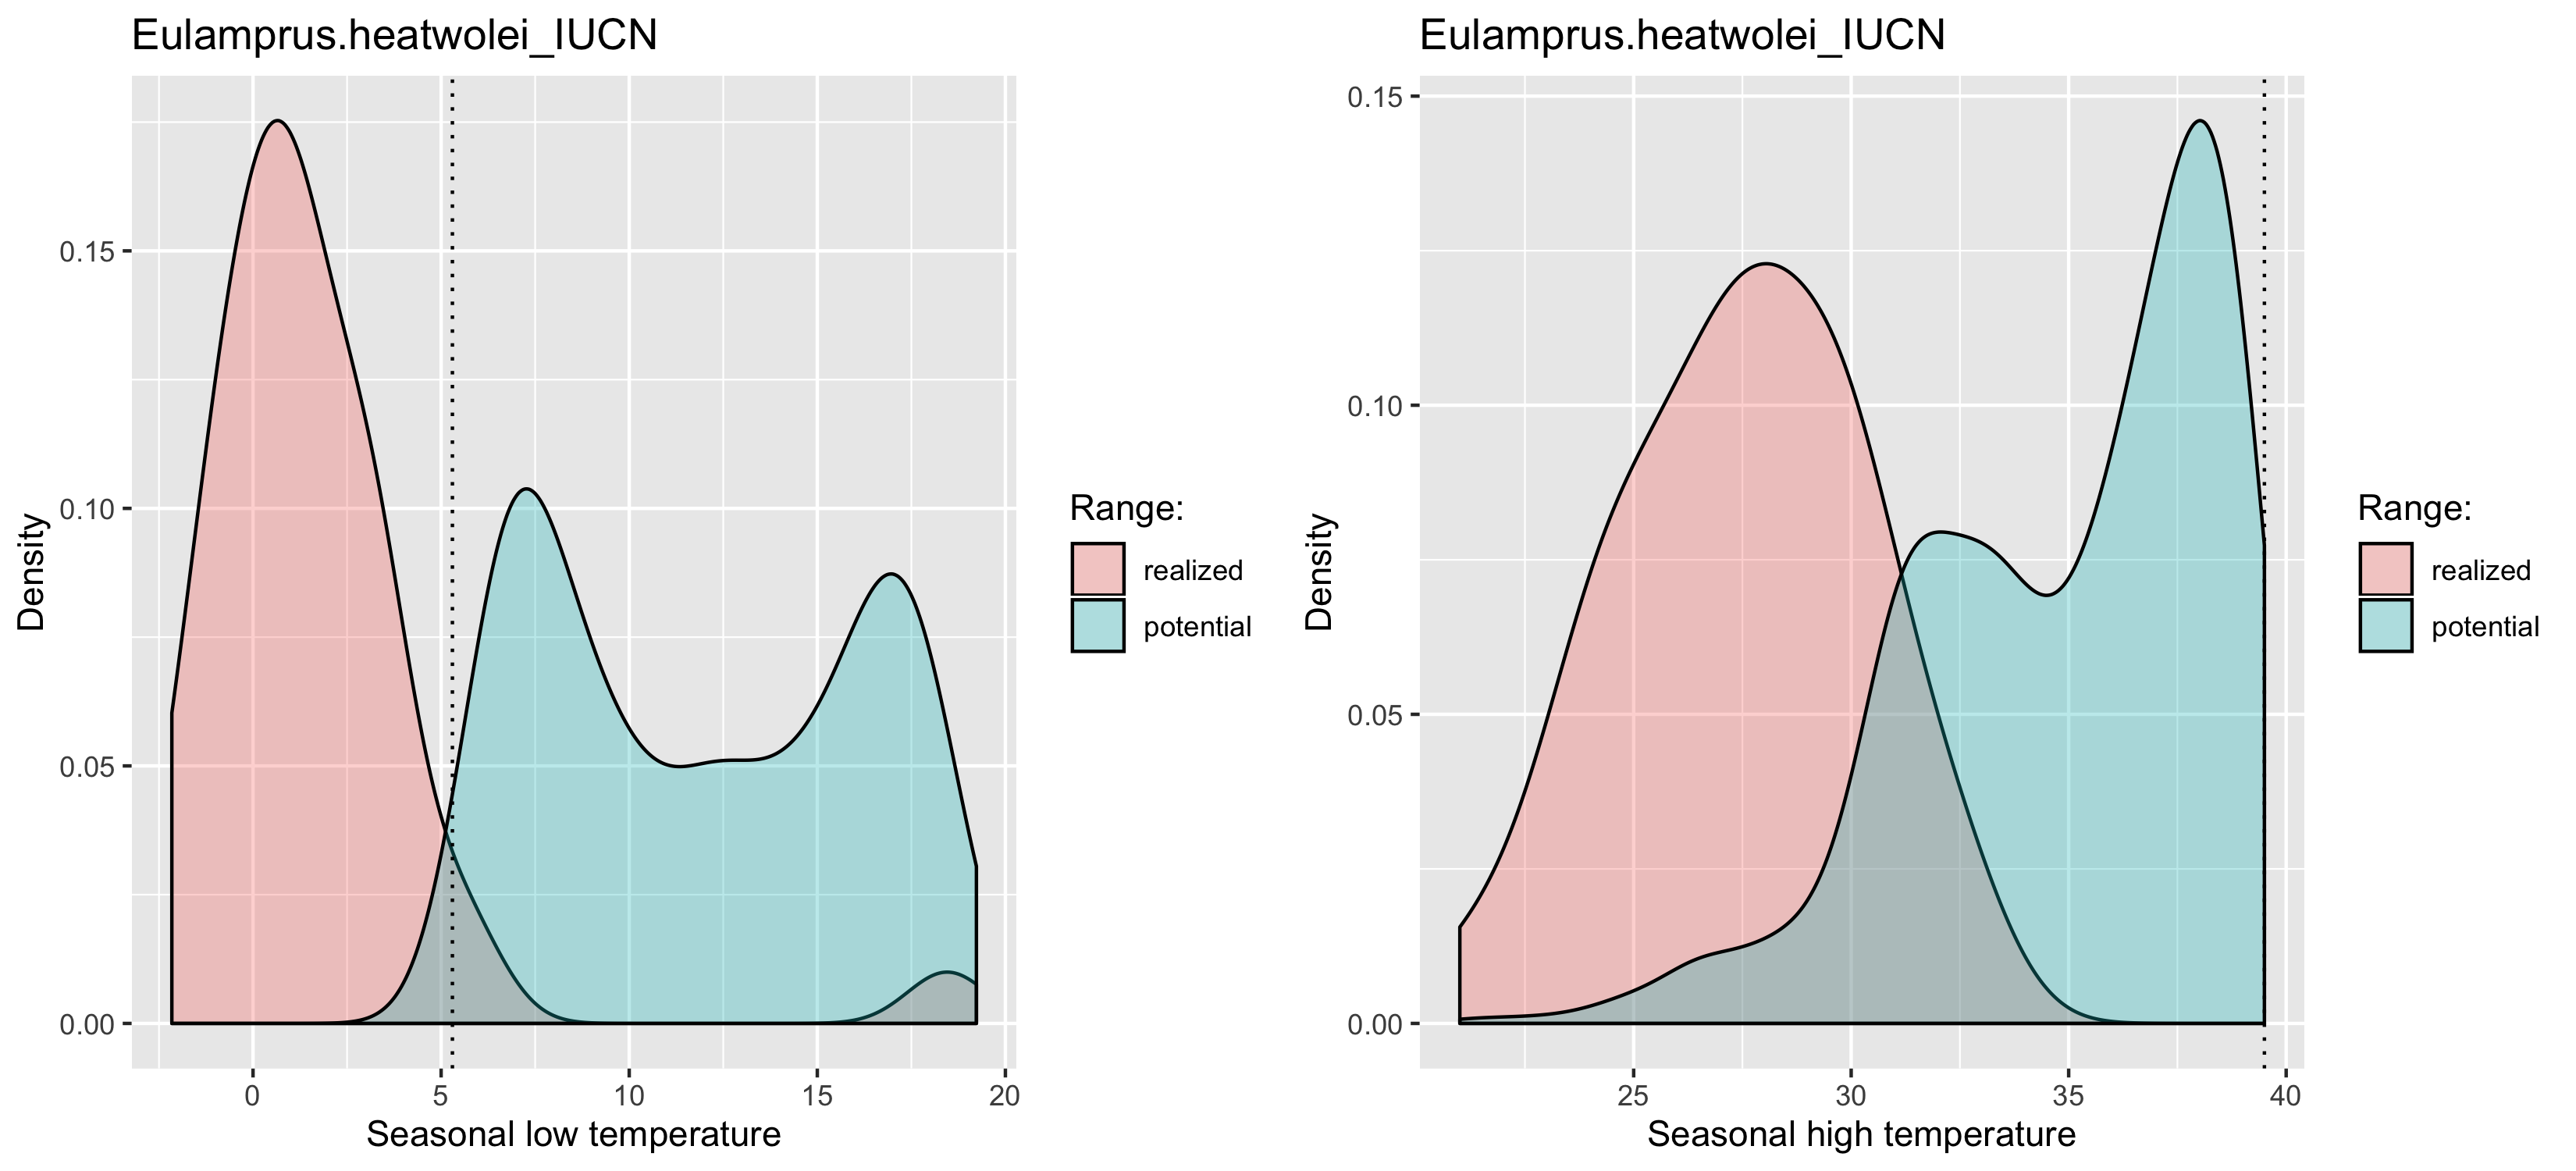 Eulamprus.heatwolei_IUCN
Density
0.15
0.10
0.05
0.00
0
5
10
15
20
Seasonal low temperature
Range:
realized
potential
Eulamprus.heatwolei_IUCN
Density
0.15
0.10
0.05
0.00
25
30
35
40
Seasonal high temperature
Range:
realized
potential